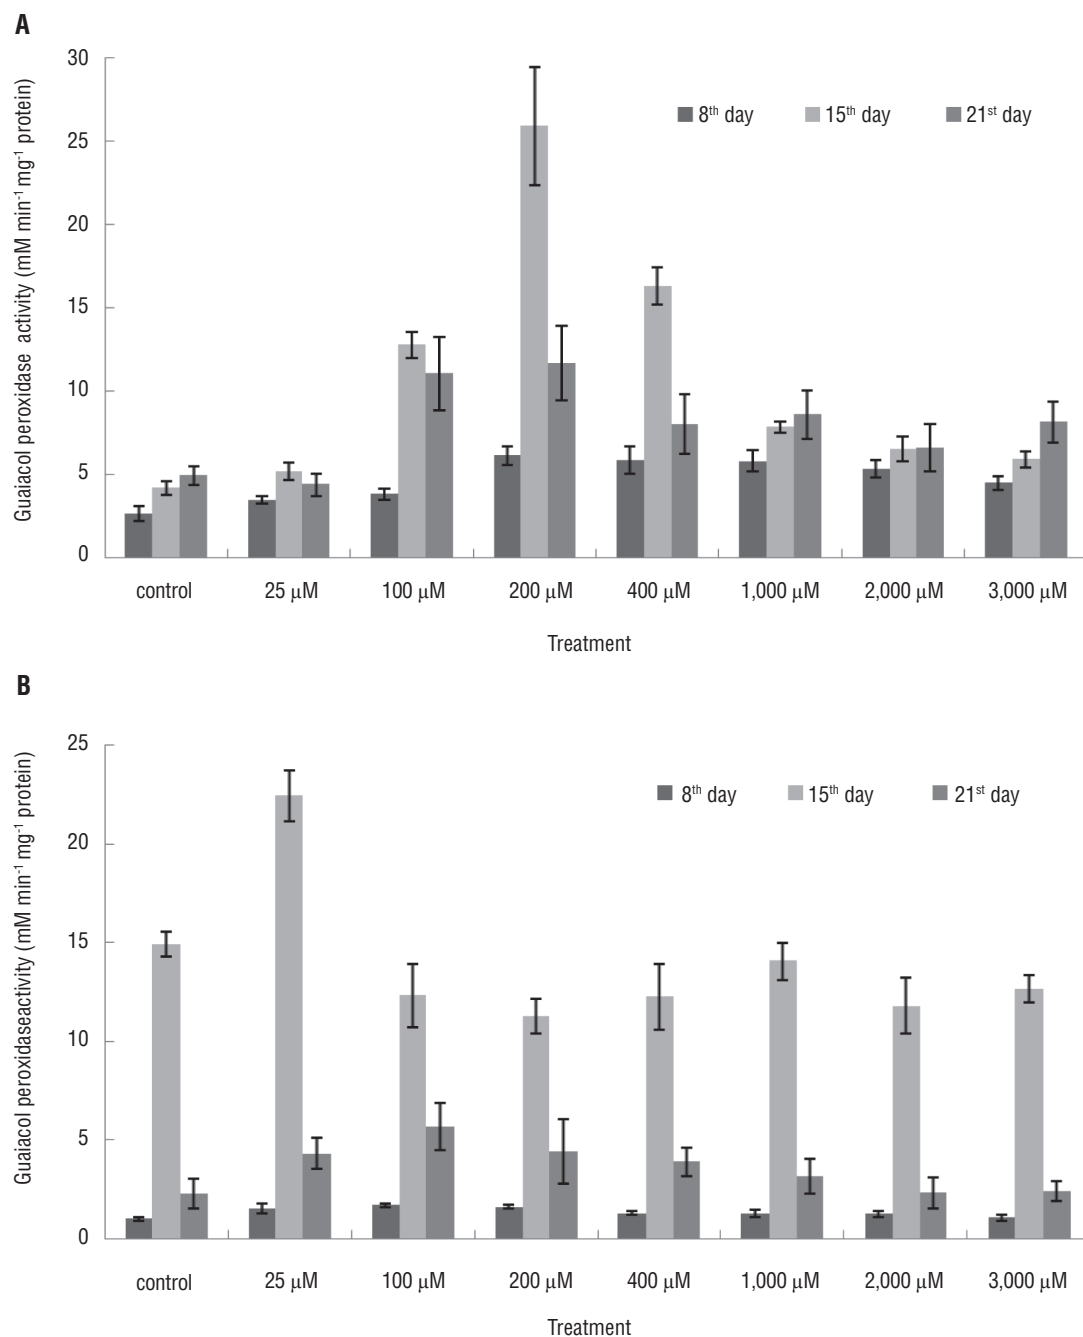 A
Guaiacol peroxidase activity (mM min⁻¹ mg⁻¹ protein)
30
25
20
15
10
5
0
8ᵗʰ day 15ᵗʰ day 21ˢᵗ day
control 25 μM 100 μM 200 μM 400 μM 1,000 μM 2,000 μM 3,000 μM
Treatment
B
Guaiacol peroxidaseactivity (mM min⁻¹ mg⁻¹ protein)
25
20
15
10
5
0
8ᵗʰ day 15ᵗʰ day 21ˢᵗ day
control 25 μM 100 μM 200 μM 400 μM 1,000 μM 2,000 μM 3,000 μM
Treatment